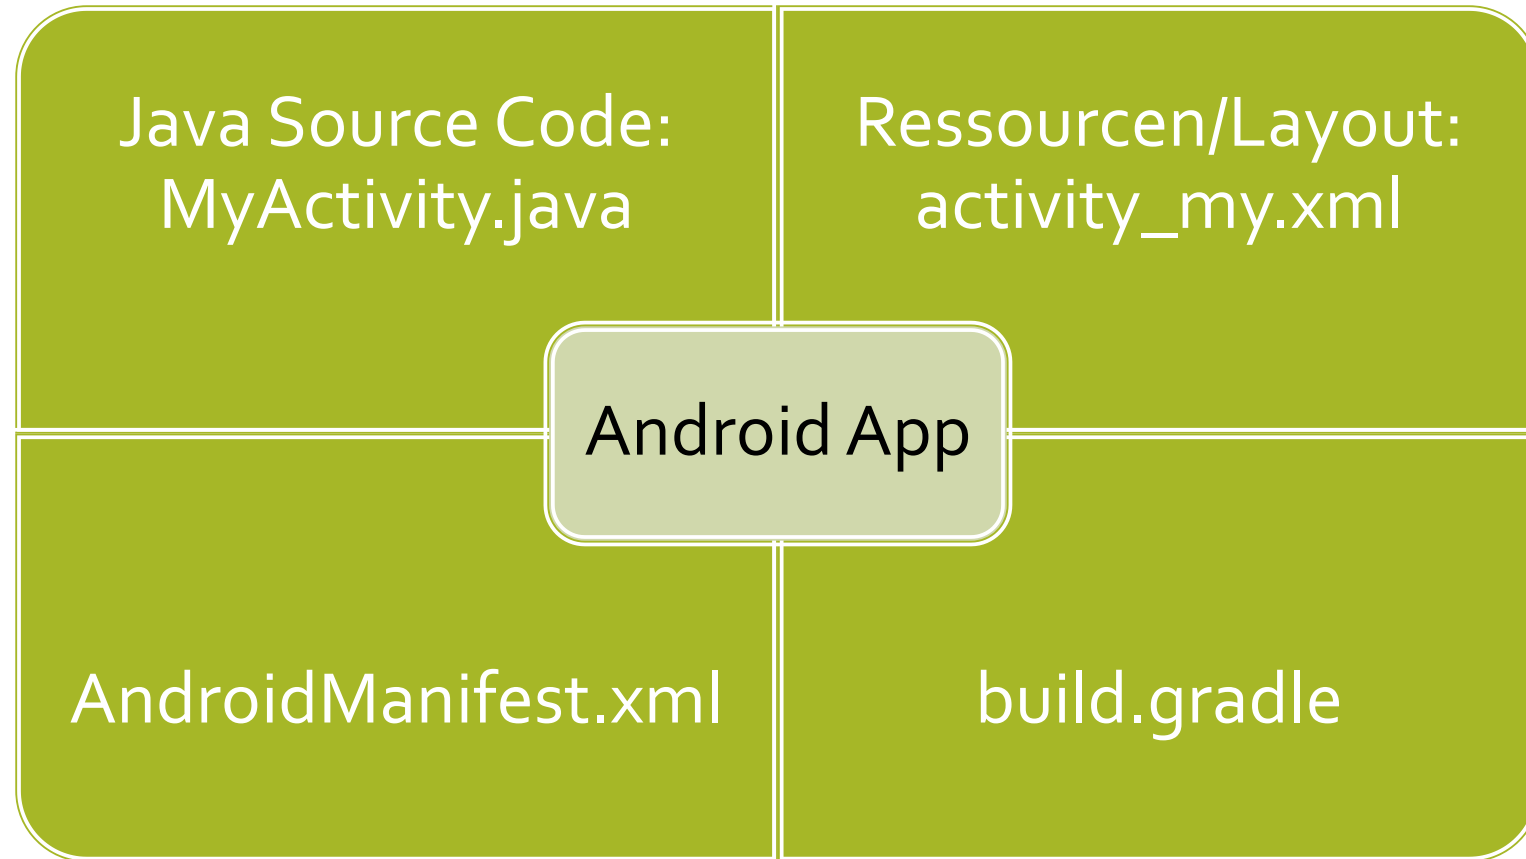 Java Source Code:
MyActivity.java
Ressourcen/Layout:
activity_my.xml
Android App
AndroidManifest.xml
build.gradle